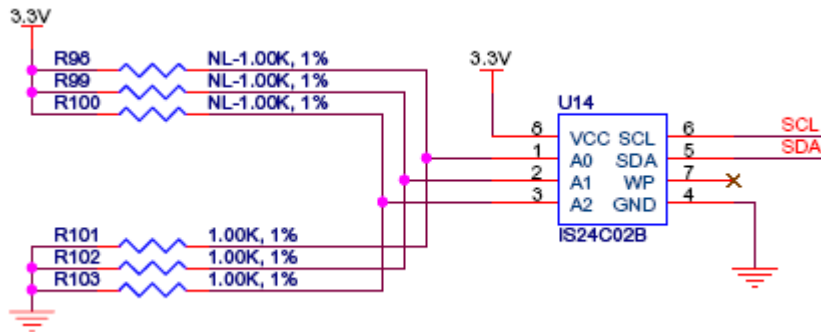 3.3V
R98 NL-1.00K, 1%
R99 NL-1.00K, 1%
R100 NL-1.00K, 1%
3.3V
U14
8 VCC SCL 6 SCL
1 A0 SDA 5 SDA
2 A1 WP 7
3 A2 GND 4
IS24C02B
R101 1.00K, 1%
R102 1.00K, 1%
R103 1.00K, 1%